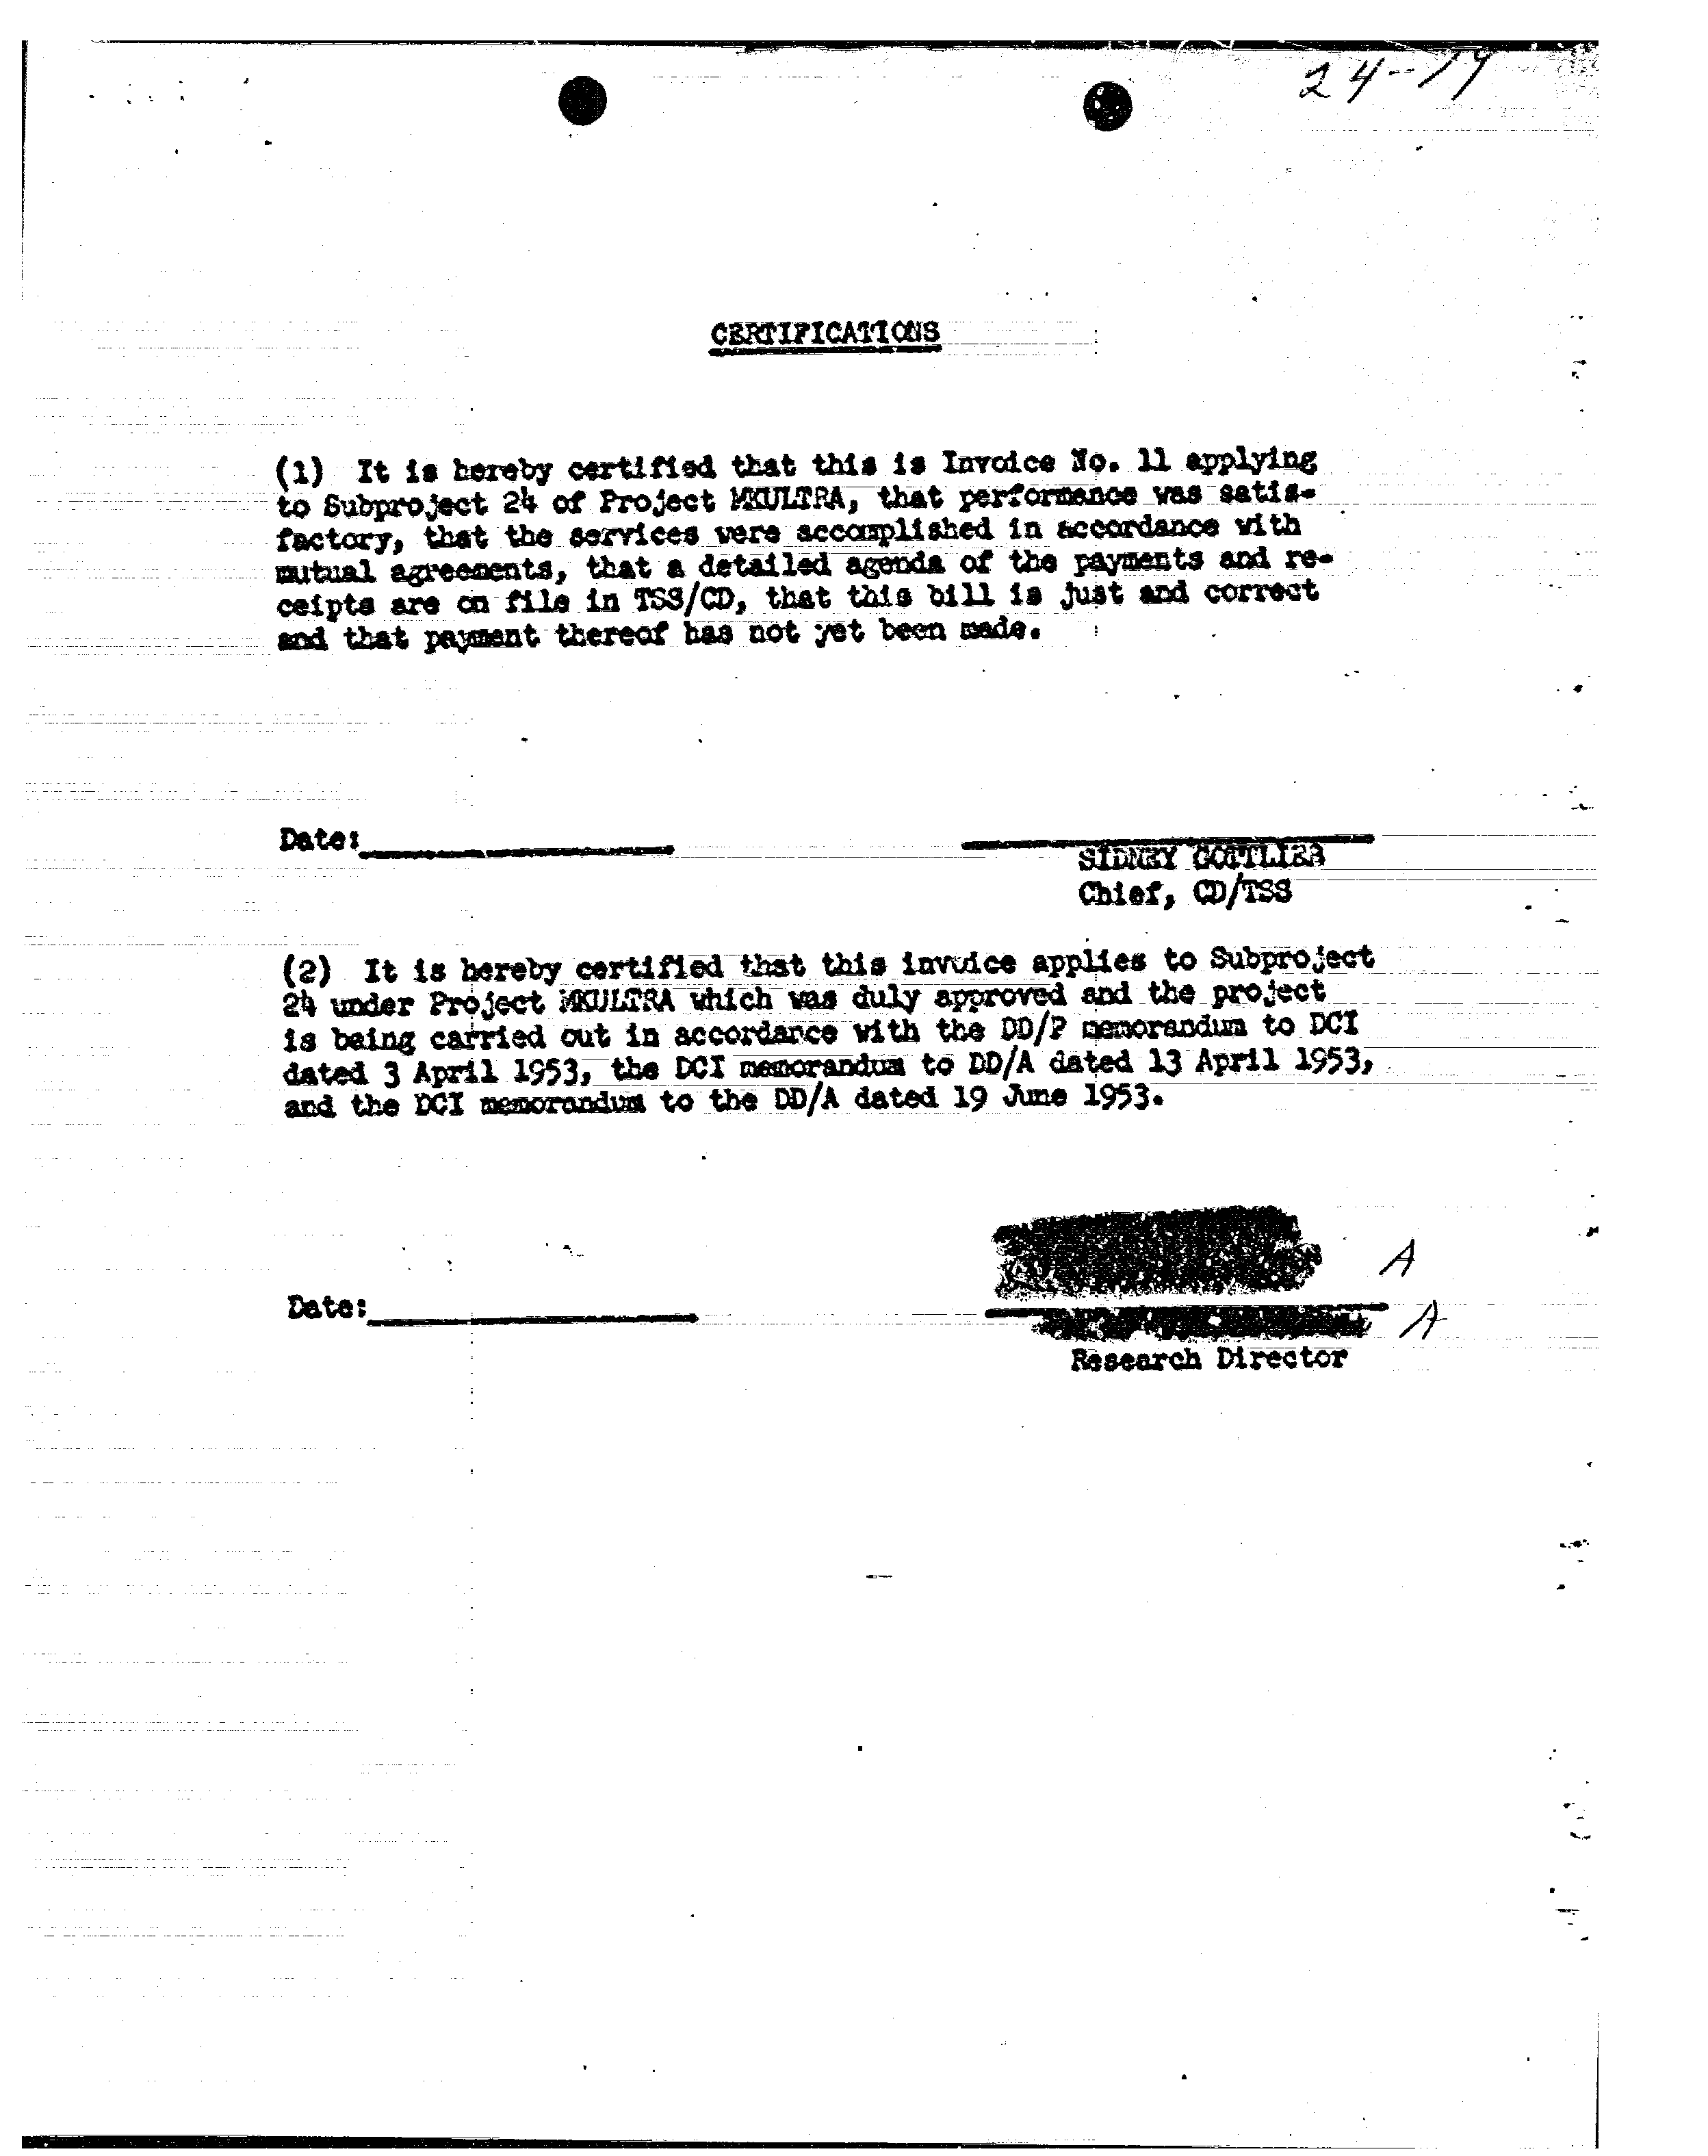 24-19
CERTIFICATIONS
(1) It is hereby certified that this is Invoice No. 11 applying
to Subproject 24 of Project MKULTRA, that performance was satis-
factory, that the services were accomplished in accordance with
mutual agreements, that a detailed agenda of the payments and re-
ceipts are on file in TSS/CD, that this bill is just and correct
and that payment thereof has not yet been made.
Date:
SIDNEY GOTTLIEB
Chief, CD/TSS
(2) It is hereby certified that this invoice applies to Subproject
24 under Project MKULTRA which was duly approved and the project
is being carried out in accordance with the DD/P memorandum to DCI
dated 3 April 1953, the DCI memorandum to DD/A dated 13 April 1953,
and the DCI memorandum to the DD/A dated 19 June 1953.
A
Date:
A
Research Director